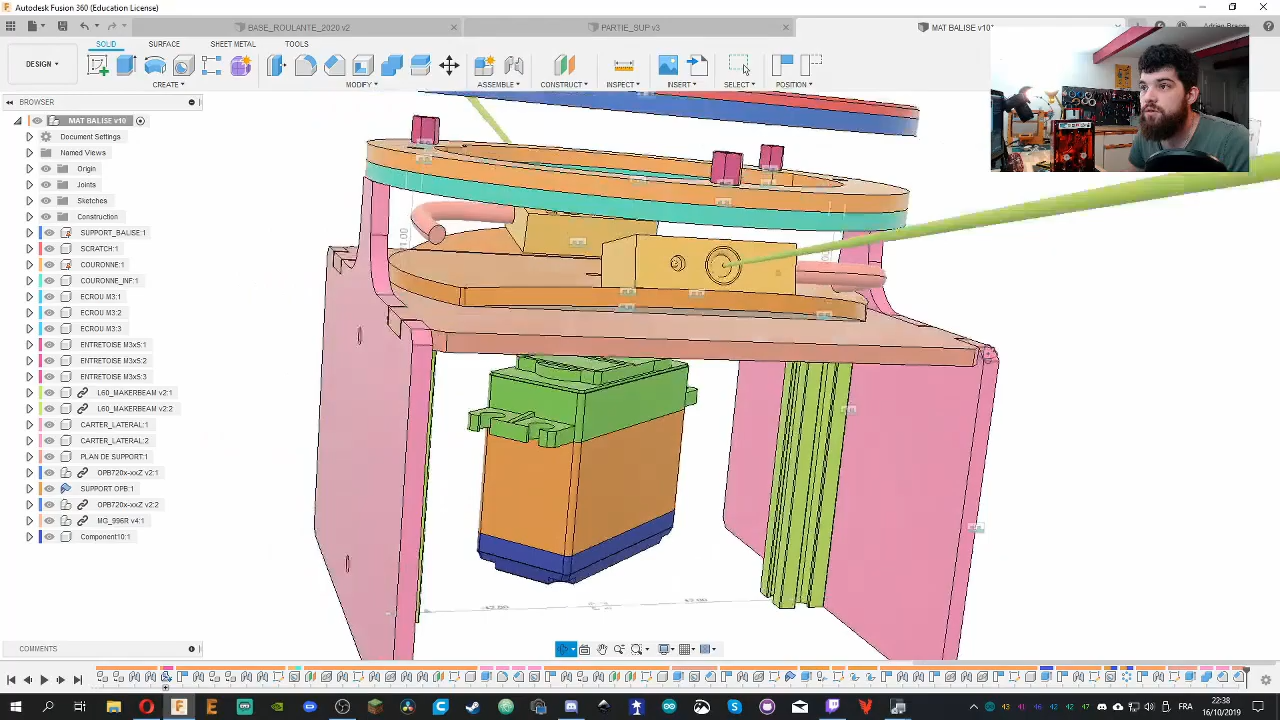 Autodesk Fusion 360 (Education License)
BASE_ROULANTE_2020 v2
PARTIE_SUP v3
MAT BALISE v10*
SOLID
SURFACE
SHEET METAL
TOOLS
DESIGN
CREATE
MODIFY
ASSEMBLE
CONSTRUCT
INSPECT
INSERT
SELECT
POSITION
BROWSER
MAT BALISE v10
Document Settings
Named Views
Origin
Joints
Sketches
Construction
SUPPORT_BALISE:1
SCRATCH:1
COURONNE:1
COURONNE_INF:1
ECROU M3:1
ECROU M3:2
ECROU M3:3
ENTRETOISE M3x5:1
ENTRETOISE M3x5:2
ENTRETOISE M3x5:3
L60_MAKERBEAM v2:1
L60_MAKERBEAM v2:2
CARTER_LATERAL:1
CARTER_LATERAL:2
PLAN DE SUPPORT:1
OPB720x-xxZ v2:1
SUPPORT OPB:1
OPB720x-xxZ v2:2
MG_996R v4:1
Component10:1
COMMENTS
FRA
22:38
16/10/2019